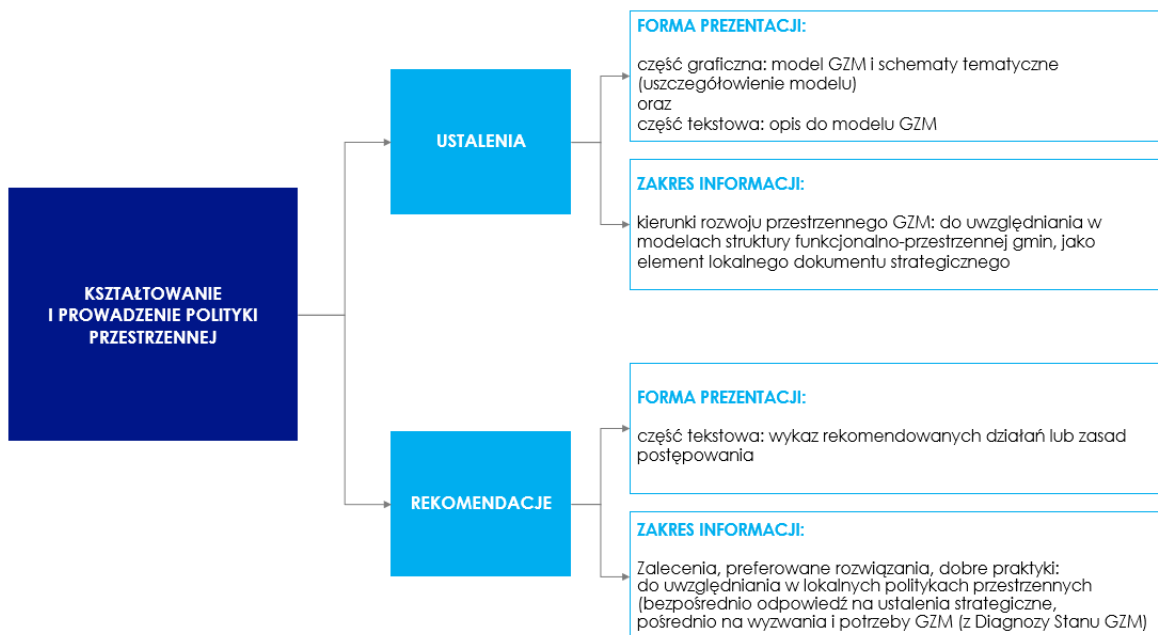 FORMA PREZENTACJI:
część graficzna: model GZM i schematy tematyczne
(uszczegółowienie modelu)
oraz
część tekstowa: opis do modelu GZM
USTALENIA
ZAKRES INFORMACJI:
kierunki rozwoju przestrzennego GZM: do uwzględniania w
modelach struktury funkcjonalno-przestrzennej gmin, jako
element lokalnego dokumentu strategicznego
KSZTAŁTOWANIE
I PROWADZENIE POLITYKI
PRZESTRZENNEJ
FORMA PREZENTACJI:
część tekstowa: wykaz rekomendowanych działań lub zasad
postępowania
REKOMENDACJE
ZAKRES INFORMACJI:
Zalecenia, preferowane rozwiązania, dobre praktyki:
do uwzględniania w lokalnych politykach przestrzennych
(bezpośrednio odpowiedź na ustalenia strategiczne,
pośrednio na wyzwania i potrzeby GZM (z Diagnozy Stanu GZM)